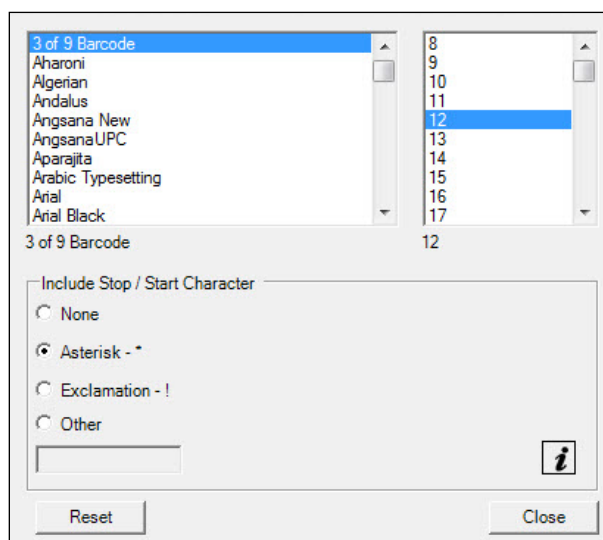 3 of 9 Barcode
Aharoni
Algerian
Andalus
Angsana New
AngsanaUPC
Aparajita
Arabic Typesetting
Arial
Arial Black
8
9
10
11
12
13
14
15
16
17
3 of 9 Barcode
12
Include Stop / Start Character
None
Asterisk - *
Exclamation - !
Other
i
Reset
Close